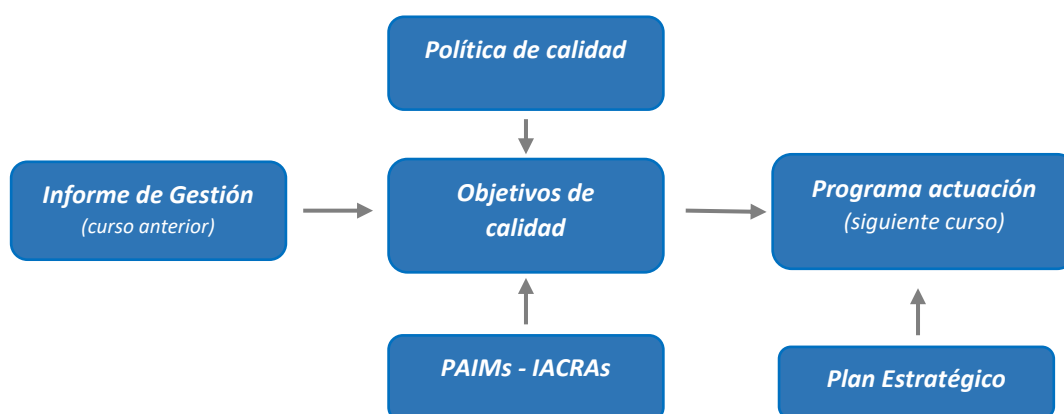 Política de calidad
Informe de Gestión
(curso anterior)
Objetivos de
calidad
Programa actuación
(siguiente curso)
PAIMs - IACRAs
Plan Estratégico